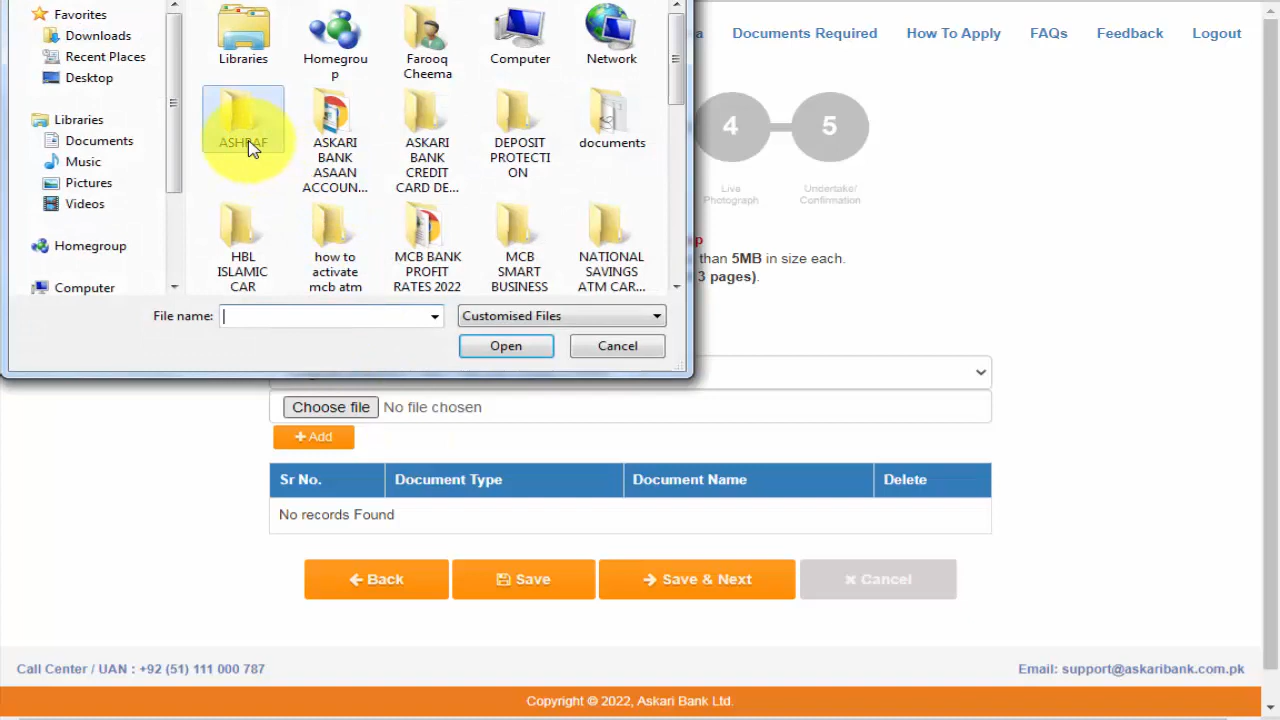 Favorites
Downloads
Recent Places
Desktop
Libraries
Documents
Music
Pictures
Videos
Homegroup
Computer
Libraries
Homegrou
p
Farooq
Cheema
Computer
Network
ASHRAF
ASKARI
BANK
ASAAN
ACCOUN...
ASKARI
BANK
CREDIT
CARD DE...
DEPOSIT
PROTECTI
ON
documents
HBL
ISLAMIC
CAR
how to
activate
mcb atm
MCB BANK
PROFIT
RATES 2022
MCB
SMART
BUSINESS
NATIONAL
SAVINGS
ATM CAR...
File name:
Customised Files
Open
Cancel
a
Documents Required
How To Apply
FAQs
Feedback
Logout
4
5
Live
Photograph
Undertake/
Confirmation
p
than 5MB in size each.
3 pages).
Choose file
No file chosen
+ Add
Sr No.
Document Type
Document Name
Delete
No records Found
Back
Save
Save & Next
Cancel
Call Center / UAN : +92 (51) 111 000 787
Email: support@askaribank.com.pk
Copyright © 2022, Askari Bank Ltd.